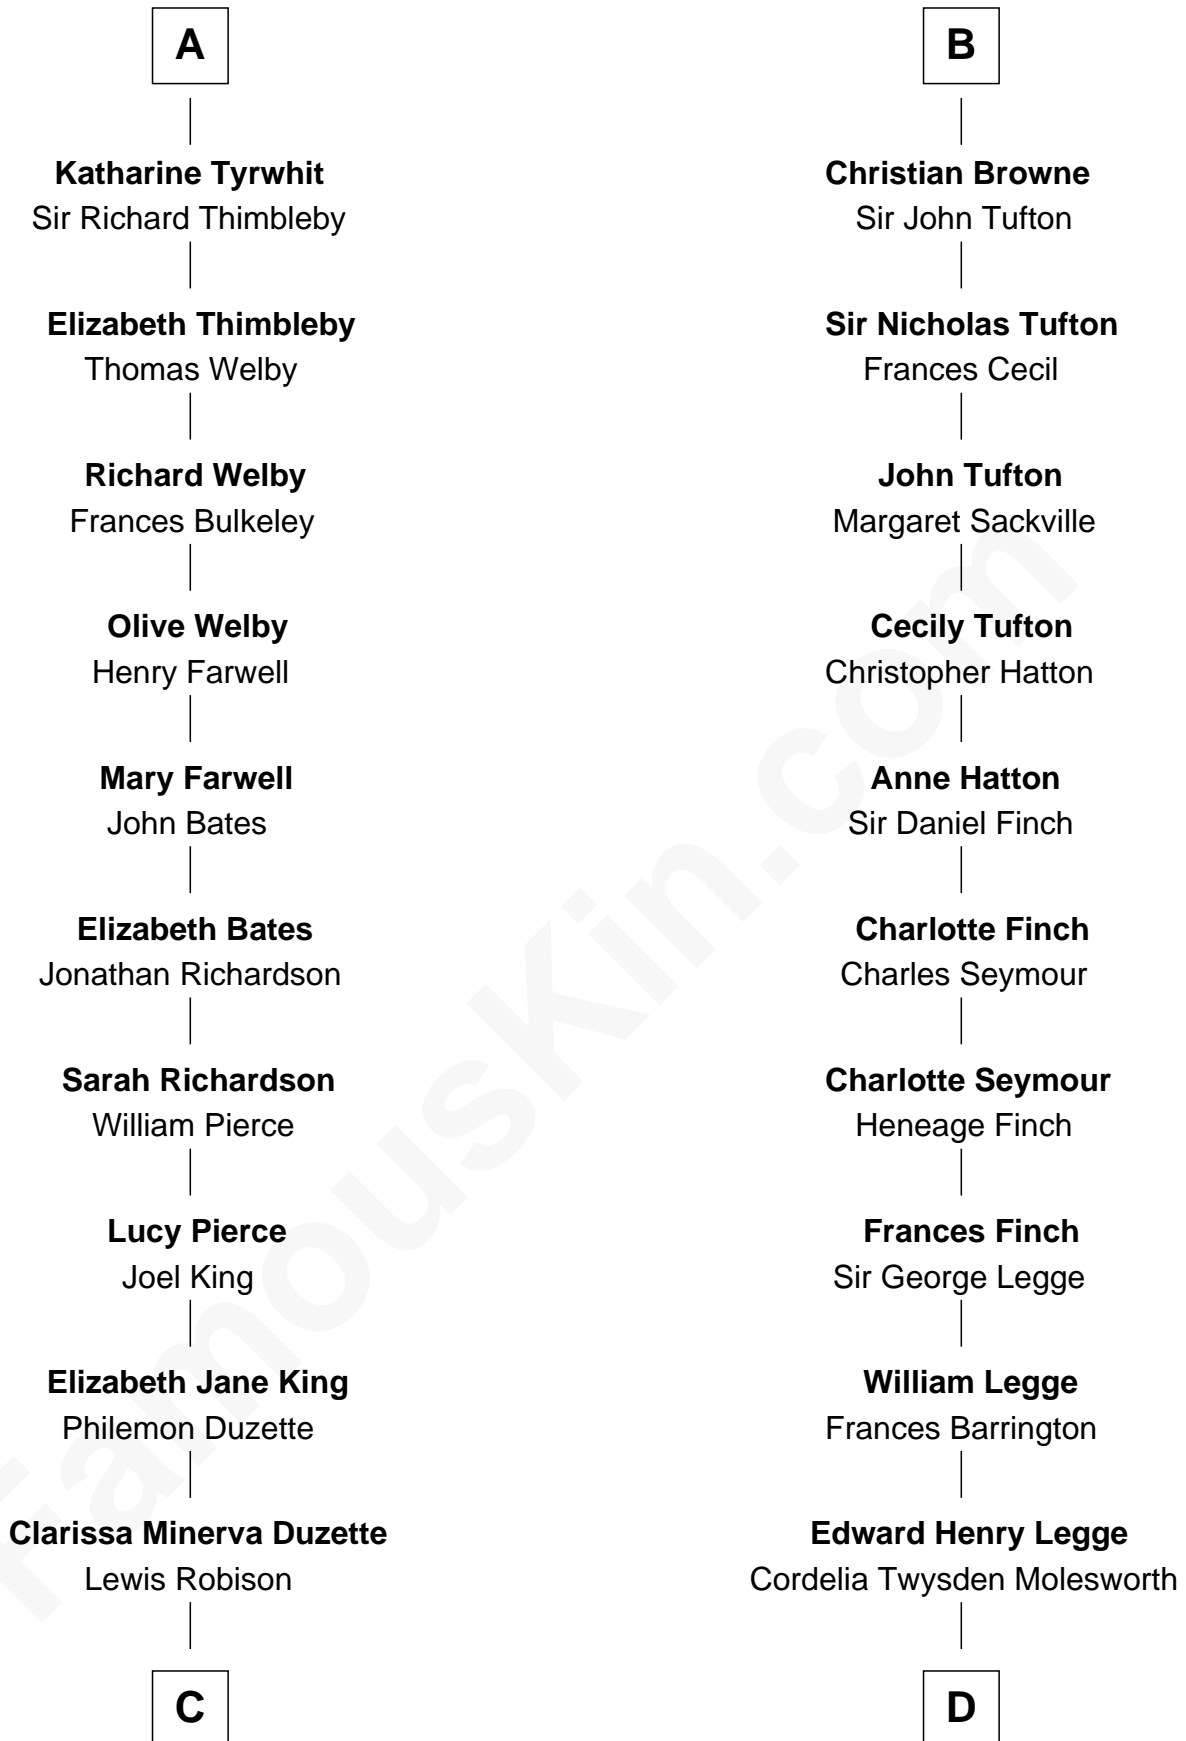 A
Katharine Tyrwhit
Sir Richard Thimbleby
Elizabeth Thimbleby
Thomas Welby
Richard Welby
Frances Bulkeley
Olive Welby
Henry Farwell
Mary Farwell
John Bates
Elizabeth Bates
Jonathan Richardson
Sarah Richardson
William Pierce
Lucy Pierce
Joel King
Elizabeth Jane King
Philemon Duzette
Clarissa Minerva Duzette
Lewis Robison
C
B
Christian Browne
Sir John Tufton
Sir Nicholas Tufton
Frances Cecil
John Tufton
Margaret Sackville
Cecily Tufton
Christopher Hatton
Anne Hatton
Sir Daniel Finch
Charlotte Finch
Charles Seymour
Charlotte Seymour
Heneage Finch
Frances Finch
Sir George Legge
William Legge
Frances Barrington
Edward Henry Legge
Cordelia Twysden Molesworth
D
FamousKin.com